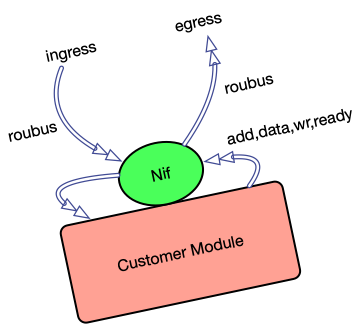 egress
ingress
roubus
roubus
add,data,wr,ready
Nif
Customer Module